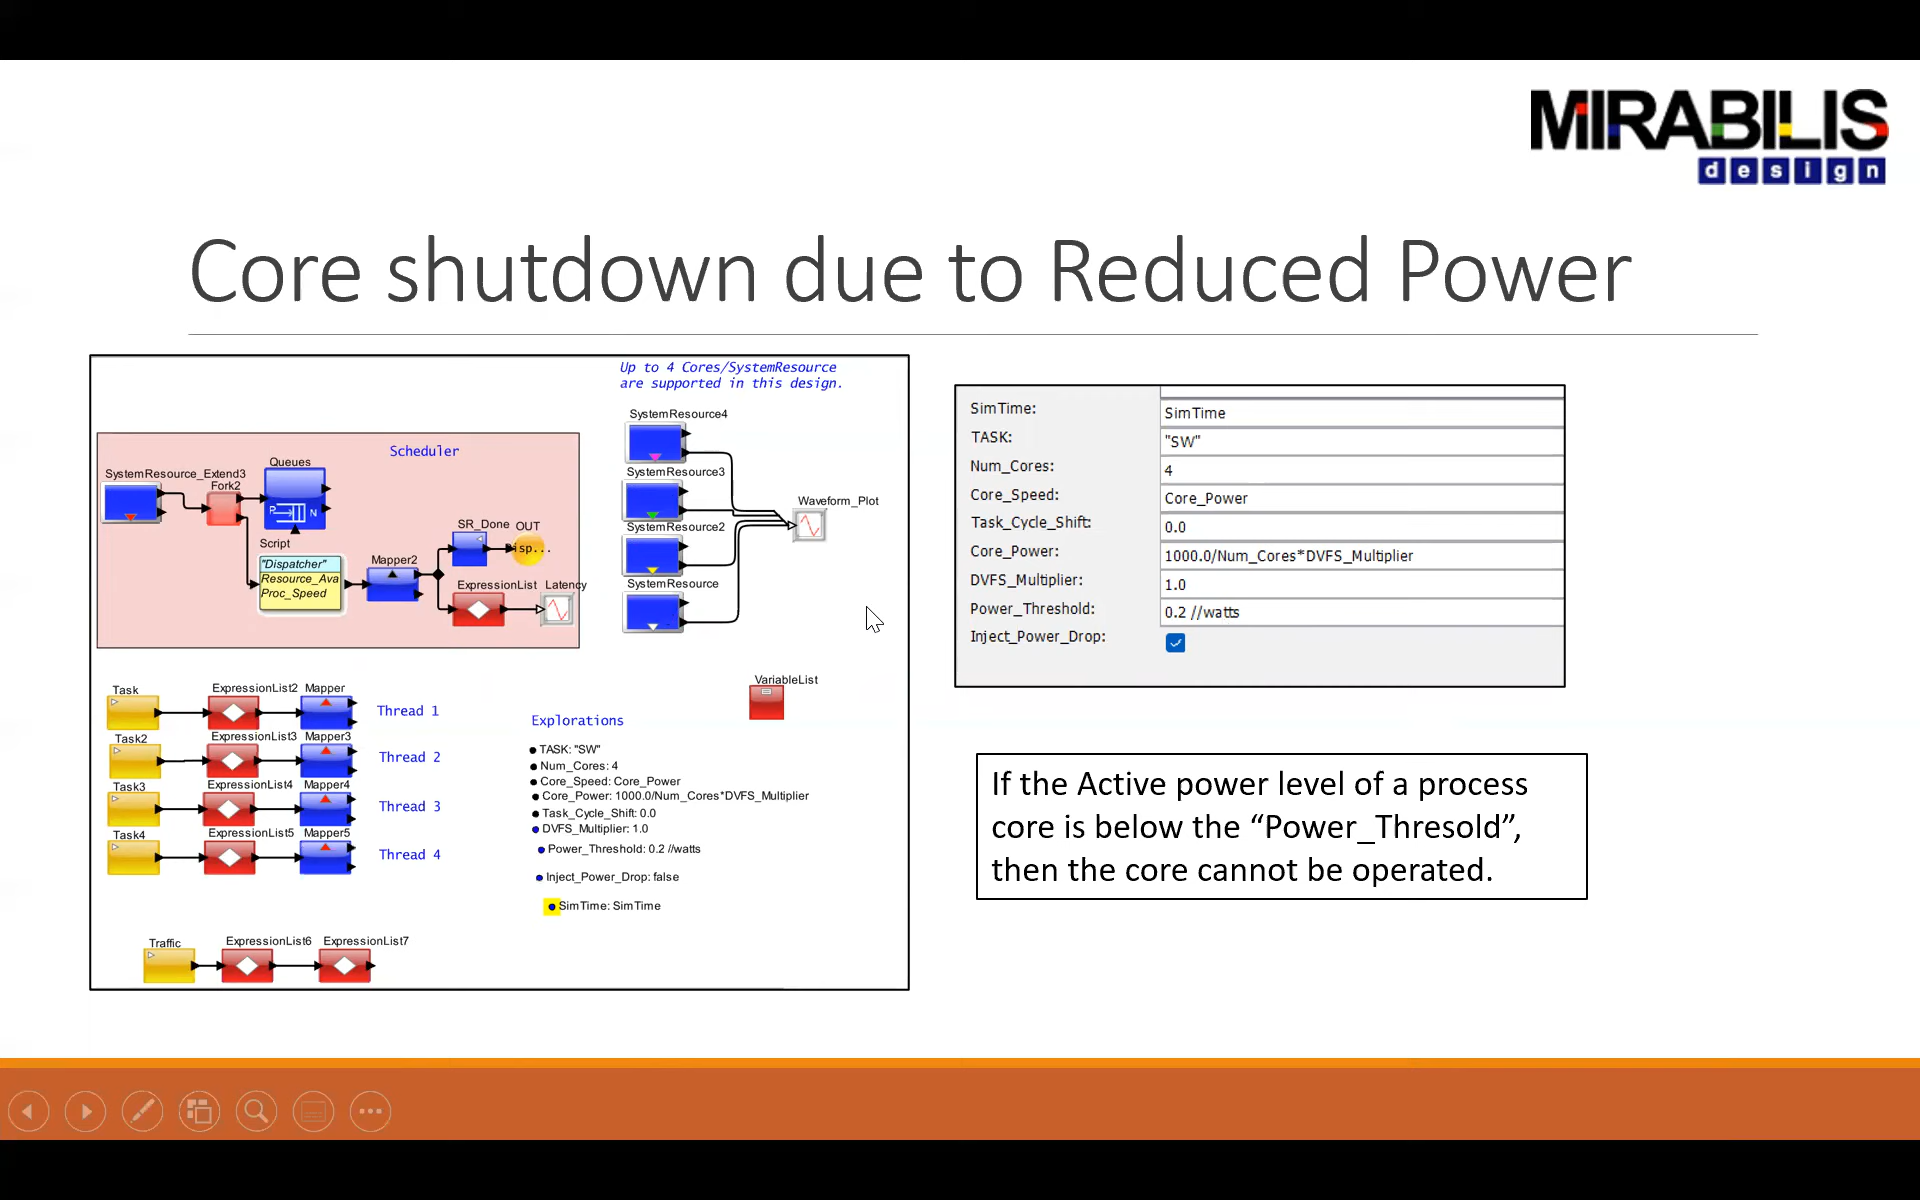 MIRABILIS
design
Core shutdown due to Reduced Power
Up to 4 Cores/SystemResource
are supported in this design.
SystemResource4
SystemResource3
SystemResource2
SystemResource
Waveform_Plot
Scheduler
SystemResource_Extend3
Fork2
Queues
P
N
Script
"Dispatcher"
Resource_Ava
Proc_Speed
Mapper2
SR_Done
OUT
Disp...
ExpressionList
Latency
Task
ExpressionList2
Mapper
Thread 1
Task2
ExpressionList3
Mapper3
Thread 2
Task3
ExpressionList4
Mapper4
Thread 3
Task4
ExpressionList5
Mapper5
Thread 4
Traffic
ExpressionList6
ExpressionList7
VariableList
Explorations
TASK: "SW"
Num_Cores: 4
Core_Speed: Core_Power
Core_Power: 1000.0/Num_Cores*DVFS_Multiplier
Task_Cycle_Shift: 0.0
DVFS_Multiplier: 1.0
Power_Threshold: 0.2 //watts
Inject_Power_Drop: false
SimTime: SimTime
SimTime: SimTime
TASK: "SW"
Num_Cores: 4
Core_Speed: Core_Power
Task_Cycle_Shift: 0.0
Core_Power: 1000.0/Num_Cores*DVFS_Multiplier
DVFS_Multiplier: 1.0
Power_Threshold: 0.2 //watts
Inject_Power_Drop:
If the Active power level of a process
core is below the “Power_Thresold”,
then the core cannot be operated.